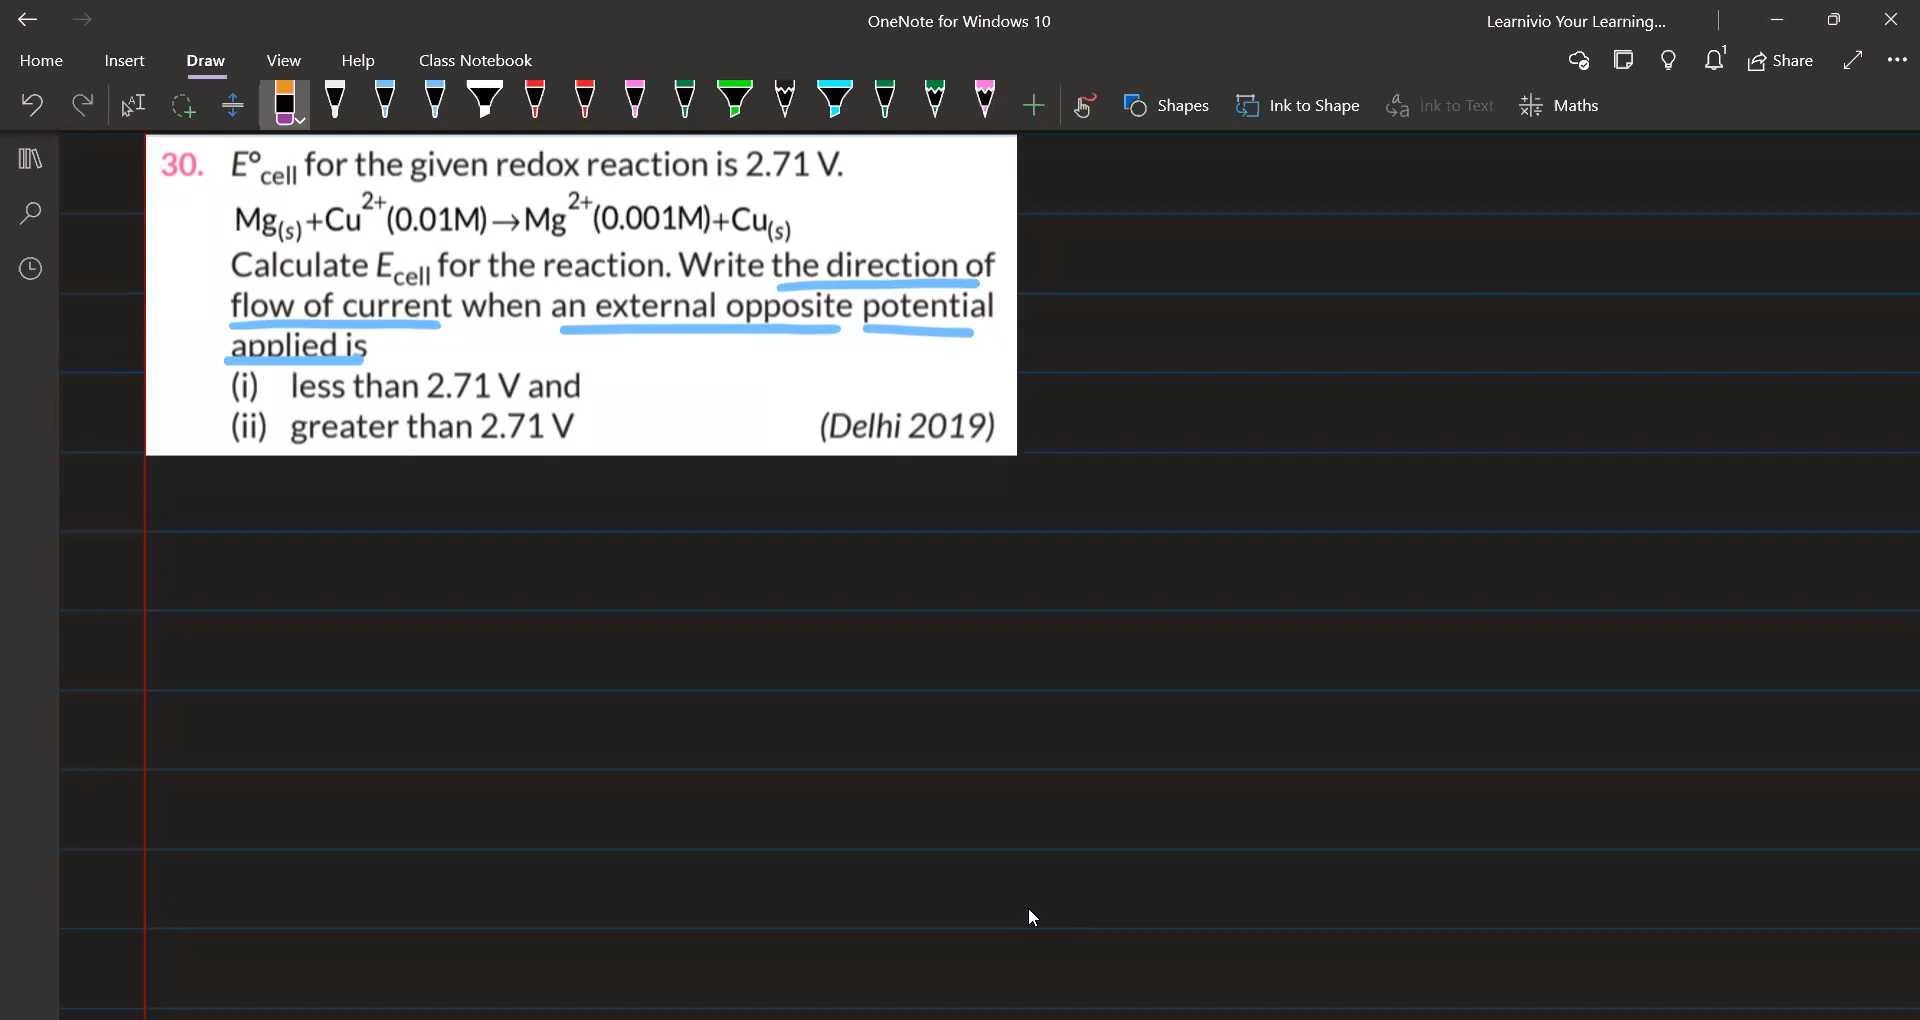 OneNote for Windows 10
Learnivio Your Learning...
Home Insert Draw View Help Class Notebook
1
Share
Shapes Ink to Shape Ink to Text Maths
30. E°cell for the given redox reaction is 2.71 V.
Mg(s)+Cu2+(0.01M)→Mg2+(0.001M)+Cu(s)
Calculate Ecell for the reaction. Write the direction of
flow of current when an external opposite potential
applied is
(i) less than 2.71 V and
(ii) greater than 2.71 V (Delhi 2019)